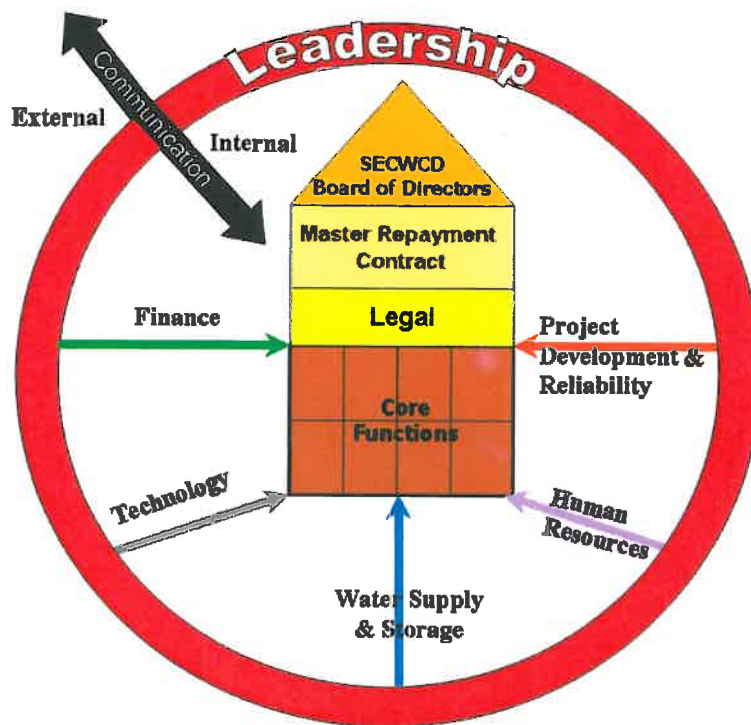 Leadership
Communication
External
Internal
SECWCD
Board of Directors
Master Repayment
Contract
Legal
Finance
Project
Development &
Reliability
Core
Functions
Technology
Human
Resources
Water Supply
& Storage